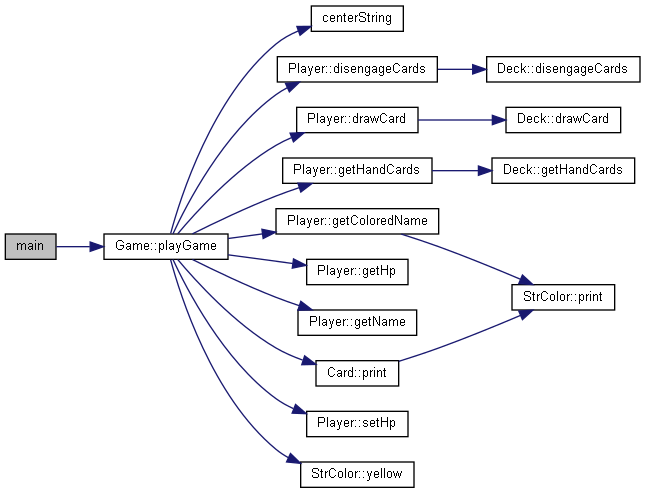 centerString
Player::disengageCards
Deck::disengageCards
Player::drawCard
Deck::drawCard
Player::getHandCards
Deck::getHandCards
Player::getColoredName
main
Game::playGame
Player::getHp
StrColor::print
Player::getName
Card::print
Player::setHp
StrColor::yellow